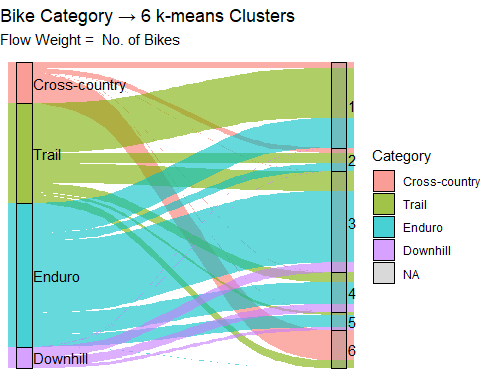 Bike Category → 6 k-means Clusters
Flow Weight = No. of Bikes
Cross-country
Trail
Enduro
Downhill
1
2
3
4
5
6
Category
Cross-country
Trail
Enduro
Downhill
NA